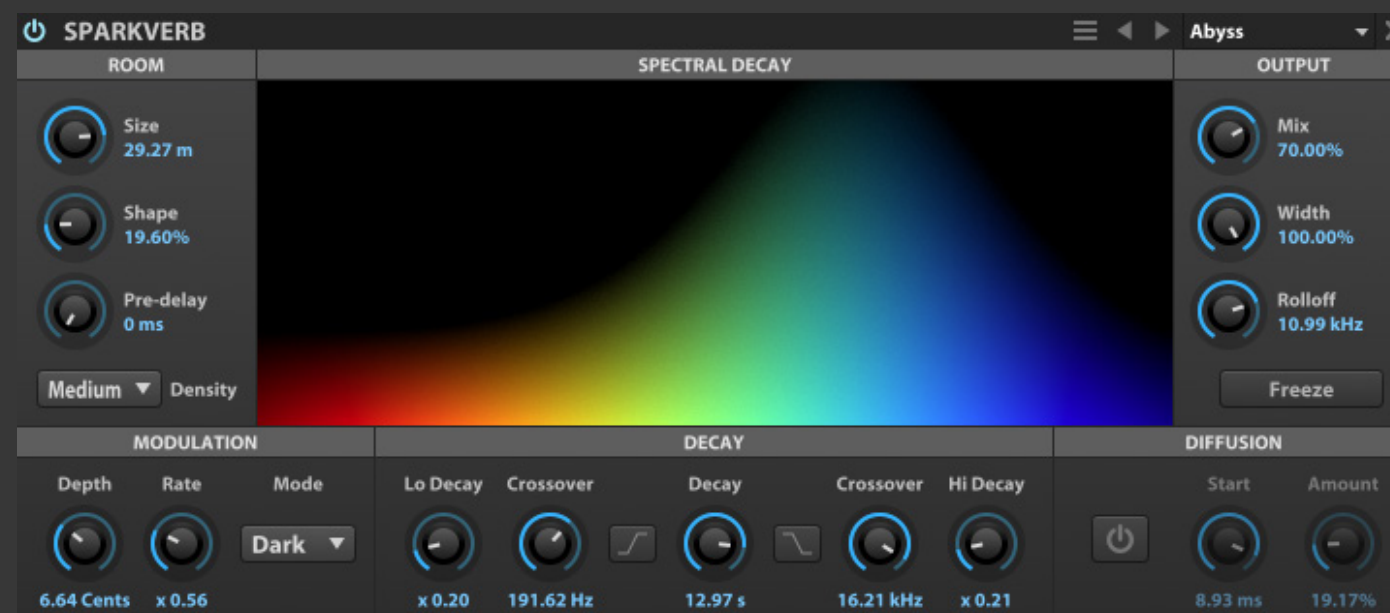 SPARKVERB
Abyss
ROOM
SPECTRAL DECAY
OUTPUT
Size
29.27 m
Shape
19.60%
Pre-delay
0 ms
Medium
Density
Mix
70.00%
Width
100.00%
Rolloff
10.99 kHz
Freeze
MODULATION
DECAY
DIFFUSION
Depth
Rate
Mode
Lo Decay
Crossover
Decay
Crossover
Hi Decay
Start
Amount
Dark
6.64 Cents
x 0.56
x 0.20
191.62 Hz
12.97 s
16.21 kHz
x 0.21
8.93 ms
19.17%